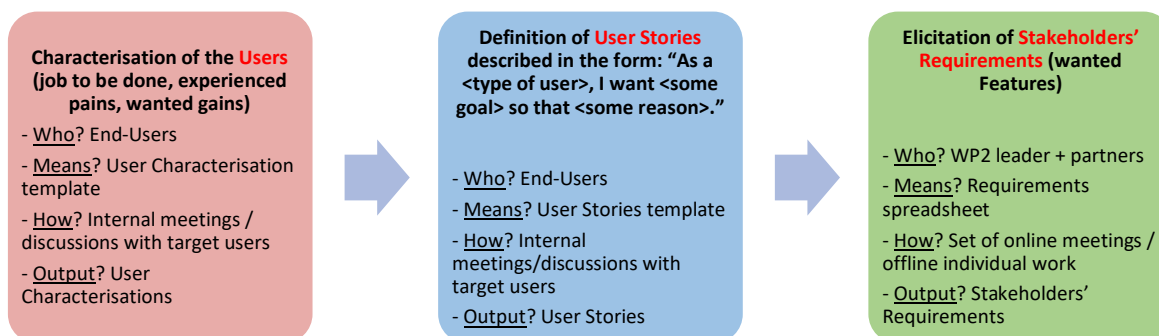 Characterisation of the Users
(job to be done, experienced
pains, wanted gains)
- Who? End-Users
- Means? User Characterisation
template
- How? Internal meetings /
discussions with target users
- Output? User
Characterisations
Definition of User Stories
described in the form: “As a
<type of user>, I want <some
goal> so that <some reason>.”
- Who? End-Users
- Means? User Stories template
- How? Internal
meetings/discussions with
target users
- Output? User Stories
Elicitation of Stakeholders’
Requirements (wanted
Features)
- Who? WP2 leader + partners
- Means? Requirements
spreadsheet
- How? Set of online meetings /
offline individual work
- Output? Stakeholders’
Requirements